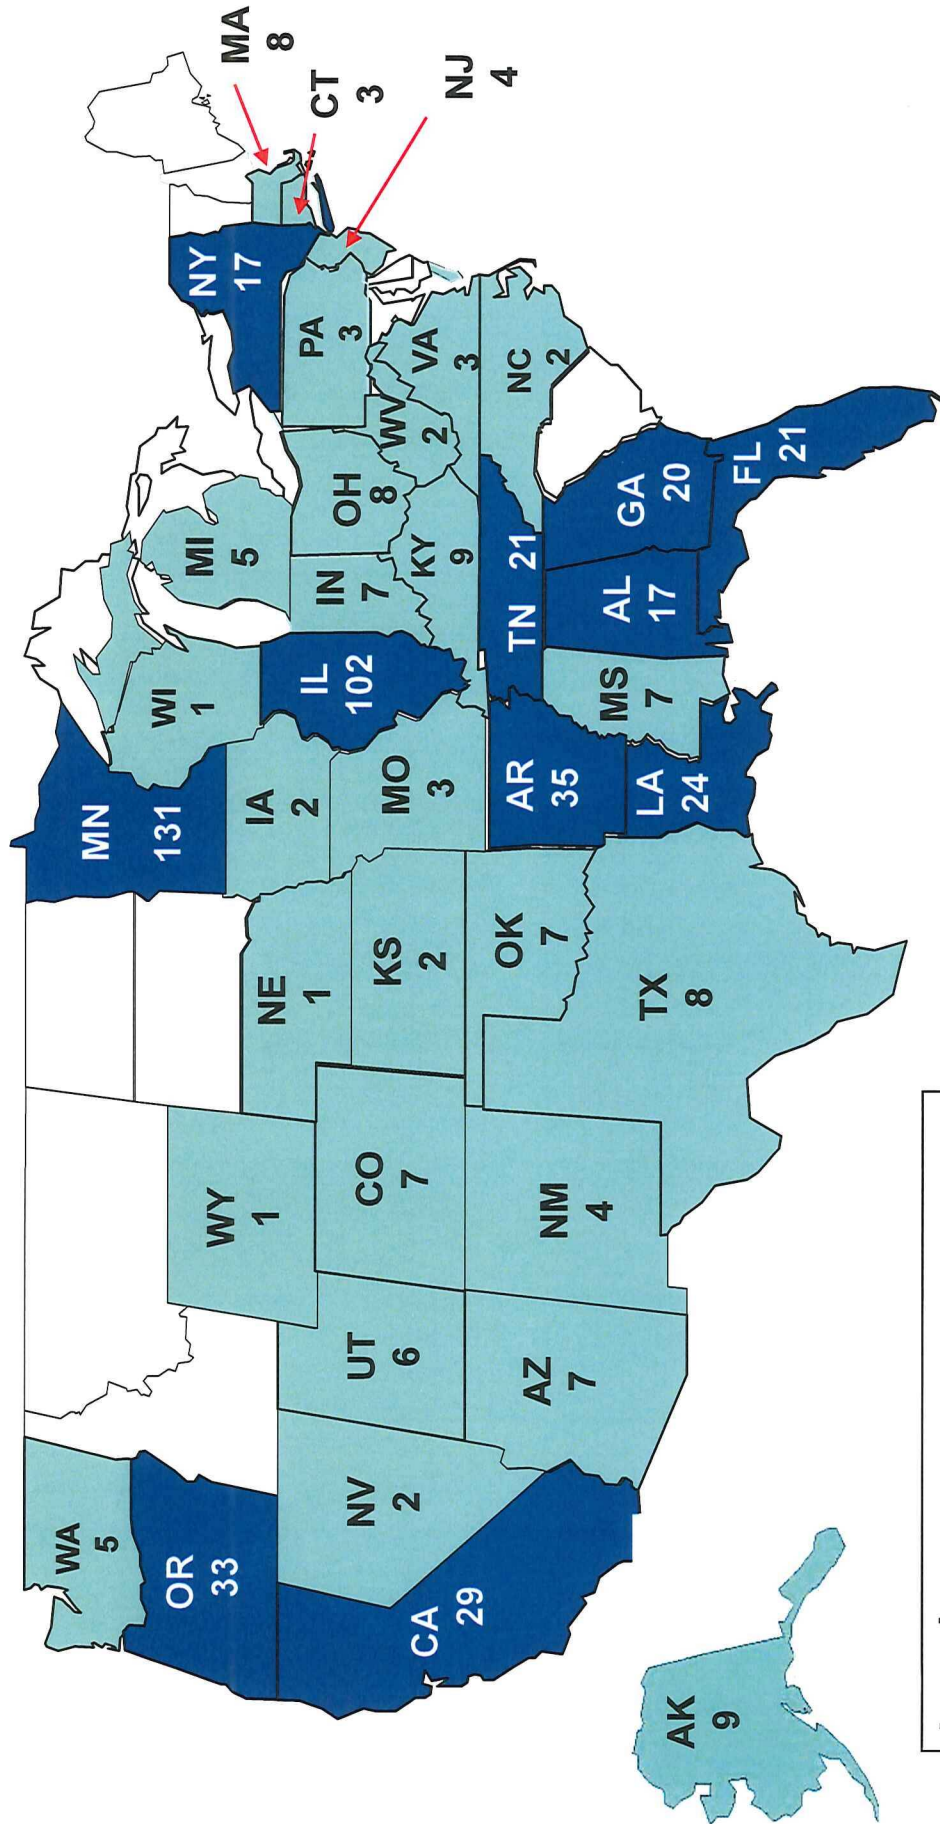 WA
5
OR
33
CA
29
NV
2
UT
6
AZ
7
WY
1
CO
7
NM
4
NE
1
KS
2
OK
7
TX
8
MN
131
IA
2
MO
3
AR
35
LA
24
WI
1
IL
102
MS
7
MI
5
IN
7
OH
8
KY
9
TN 21
AL
17
GA
20
FL
21
WV
2
VA
3
NC
2
PA
3
NY
17
MA
8
CT
3
NJ
4
AK
9